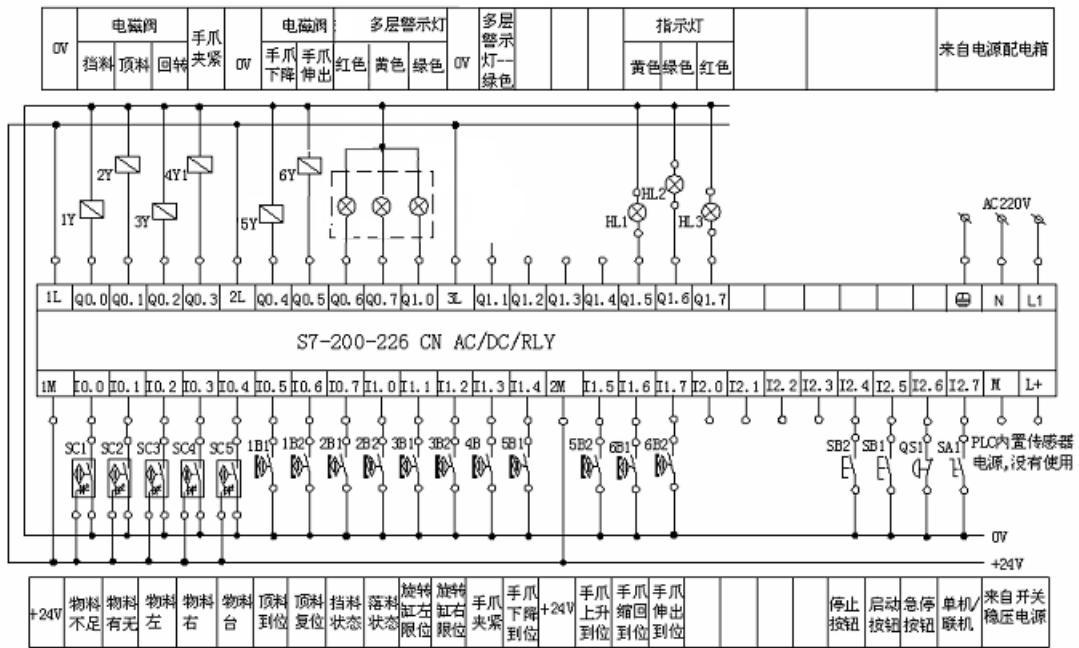 0V 电磁阀 手爪夹紧 0V 电磁阀 多层警示灯 0V 多层警示灯--绿色 指示灯 来自电源配电箱
挡料 顶料 回转 手爪下降 手爪伸出 红色 黄色 绿色 黄色 绿色 红色
2Y 4Y1 6Y
1Y 3Y 5Y HL1 HL2 HL3 AC220V
1L Q0.0 Q0.1 Q0.2 Q0.3 2L Q0.4 Q0.5 Q0.6 Q0.7 Q1.0 3L Q1.1 Q1.2 Q1.3 Q1.4 Q1.5 Q1.6 Q1.7 N L1
S7-200-226 CN AC/DC/RLY
1M I0.0 I0.1 I0.2 I0.3 I0.4 I0.5 I0.6 I0.7 I1.0 I1.1 I1.2 I1.3 I1.4 2M I1.5 I1.6 I1.7 I2.0 I2.1 I2.2 I2.3 I2.4 I2.5 I2.6 I2.7 M L+
SC1 SC2 SC3 SC4 SC5 1B1 1B2 2B1 2B2 3B1 3B2 4B 5B1 5B2 6B1 6B2 SB2 SB1 QS1 SA1 PLC内置传感器
电源,没有使用
0V
+24V
+24V 物料不足 物料有无 物料左 物料右 物料台 顶料到位 顶料复位 挡料状态 落料状态 旋转缸左限位 旋转缸右限位 手爪夹紧 手爪下降到位 +24V 手爪上升到位 手爪缩回到位 手爪伸出到位 停止按钮 启动按钮 急停按钮 单机/联机 来自开关稳压电源